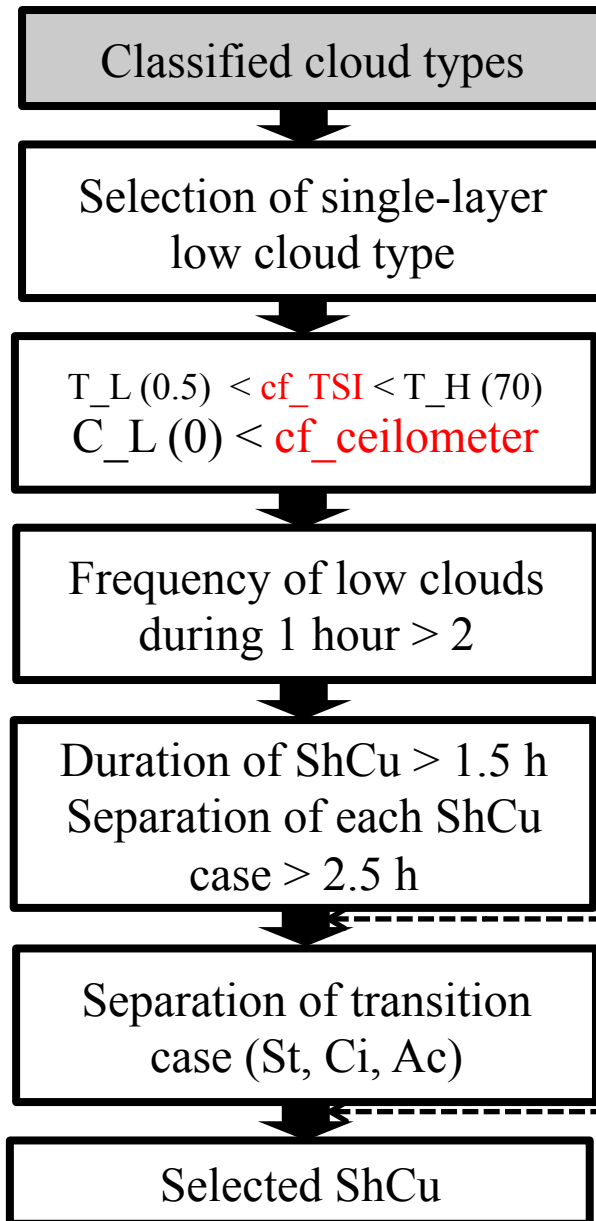 Classified cloud types
Selection of single-layer
low cloud type
T_L (0.5) < cf_TSI < T_H (70)
C_L (0) < cf_ceilometer
Frequency of low clouds
during 1 hour > 2
Duration of ShCu > 1.5 h
Separation of each ShCu
case > 2.5 h
Separation of transition
case (St, Ci, Ac)
Selected ShCu